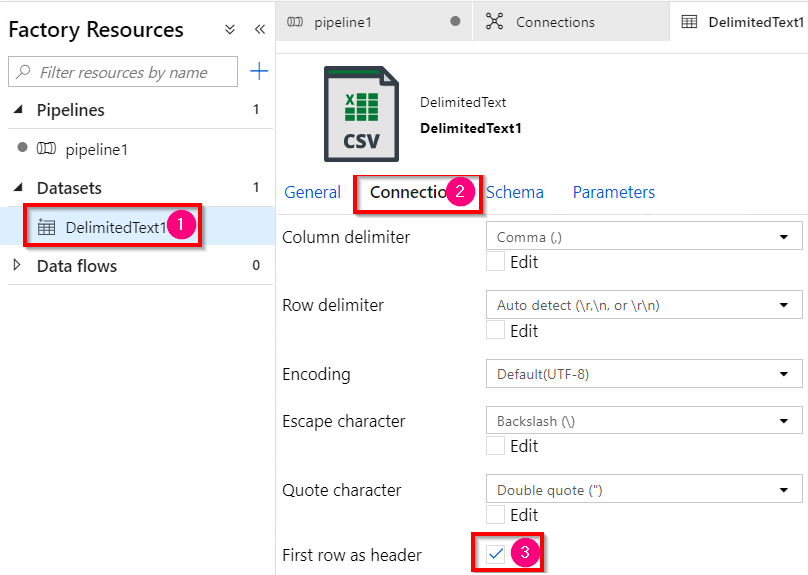 Factory Resources
Filter resources by name
Pipelines 1
pipeline1
Datasets 1
DelimitedText1 1
Data flows 0
pipeline1
Connections
DelimitedText1
CSV
DelimitedText
DelimitedText1
General Connectio 2 Schema Parameters
Column delimiter Comma (,)
Edit
Row delimiter Auto detect (\r,\n, or \r\n)
Edit
Encoding Default(UTF-8)
Escape character Backslash (\)
Edit
Quote character Double quote (")
Edit
First row as header 3